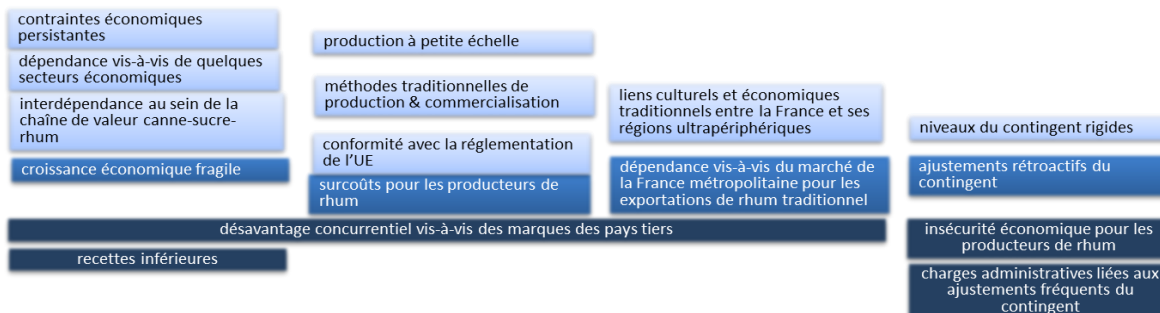 contraintes économiques
persistantes
dépendance vis-à-vis de quelques
secteurs économiques
interdépendance au sein de la
chaîne de valeur canne-sucre-
rhum
croissance économique fragile
production à petite échelle
méthodes traditionnelles de
production & commercialisation
conformité avec la réglementation
de l’UE
surcoûts pour les producteurs de
rhum
liens culturels et économiques
traditionnels entre la France et ses
régions ultrapériphériques
dépendance vis-à-vis du marché de
la France métropolitaine pour les
exportations de rhum traditionnel
niveaux du contingent rigides
ajustements rétroactifs du
contingent
désavantage concurrentiel vis-à-vis des marques des pays tiers
recettes inférieures
insécurité économique pour les
producteurs de rhum
charges administratives liées aux
ajustements fréquents du
contingent